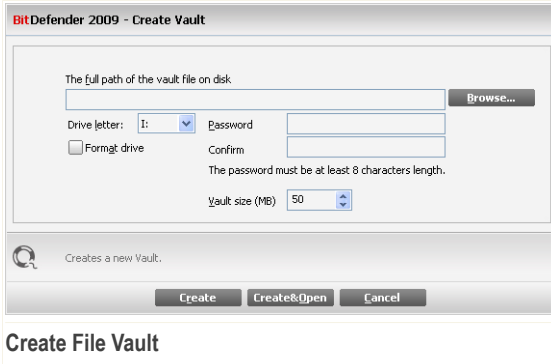 BitDefender 2009 - Create Vault
The full path of the vault file on disk
Browse...
Drive letter: I: Password
Format drive Confirm
The password must be at least 8 characters length.
Vault size (MB) 50
Creates a new Vault.
Create Create&Open Cancel
Create File Vault